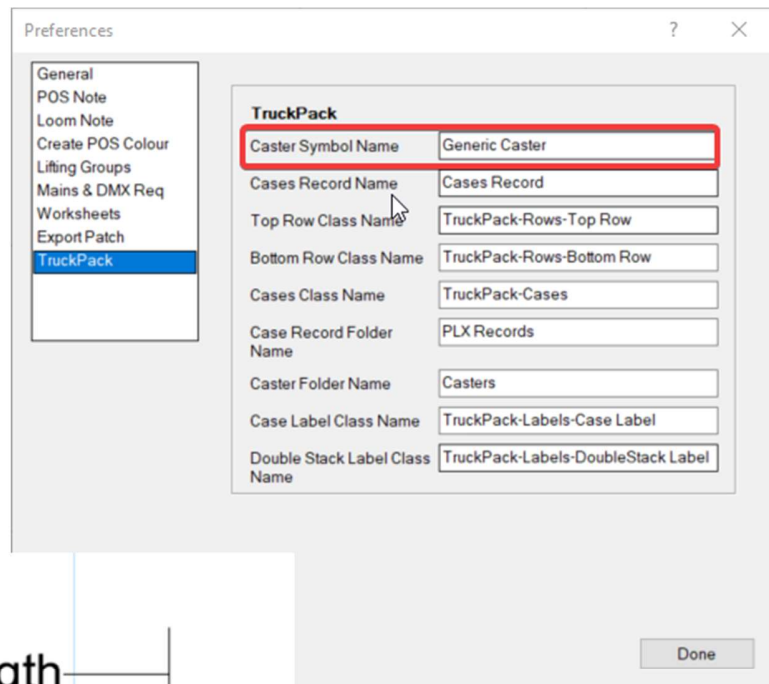 Preferences
?
General
POS Note
Loom Note
Create POS Colour
Lifting Groups
Mains & DMX Req
Worksheets
Export Patch
TruckPack
TruckPack
Caster Symbol Name Generic Caster
Cases Record Name Cases Record
Top Row Class Name TruckPack-Rows-Top Row
Bottom Row Class Name TruckPack-Rows-Bottom Row
Cases Class Name TruckPack-Cases
Case Record Folder
Name PLX Records
Caster Folder Name Casters
Case Label Class Name TruckPack-Labels-Case Label
Double Stack Label Class
Name TruckPack-Labels-DoubleStack Label
Done